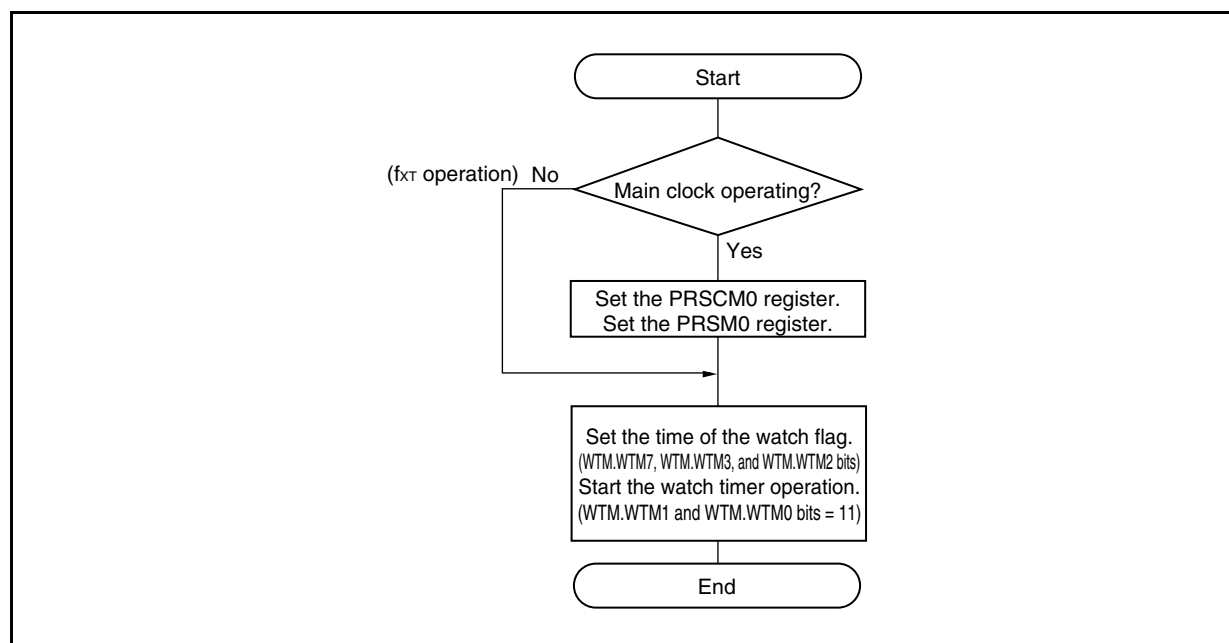 Start
(fXT operation) No
Main clock operating?
Yes
Set the PRSCM0 register.
Set the PRSM0 register.
Set the time of the watch flag.
(WTM.WTM7, WTM.WTM3, and WTM.WTM2 bits)
Start the watch timer operation.
(WTM.WTM1 and WTM.WTM0 bits = 11)
End